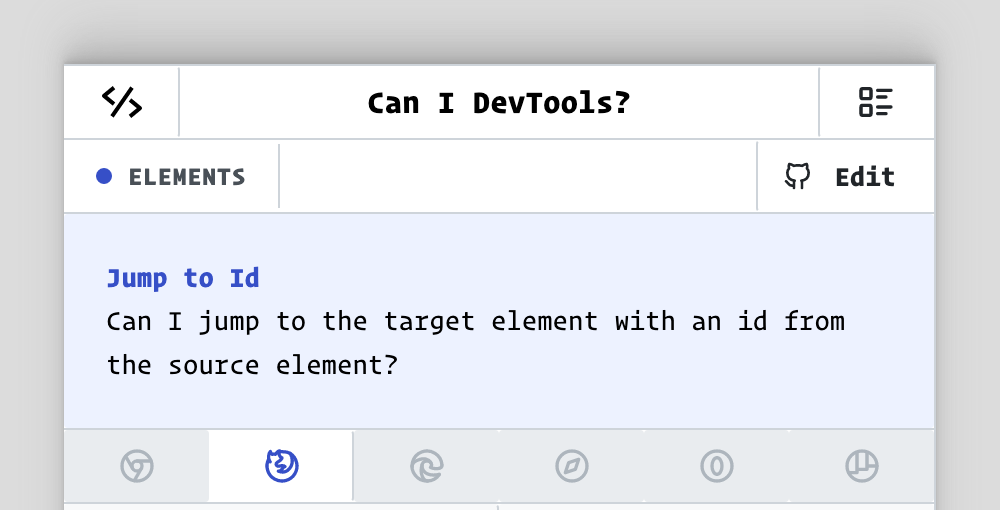 Can I DevTools?
ELEMENTS
Edit
Jump to Id
Can I jump to the target element with an id from
the source element?